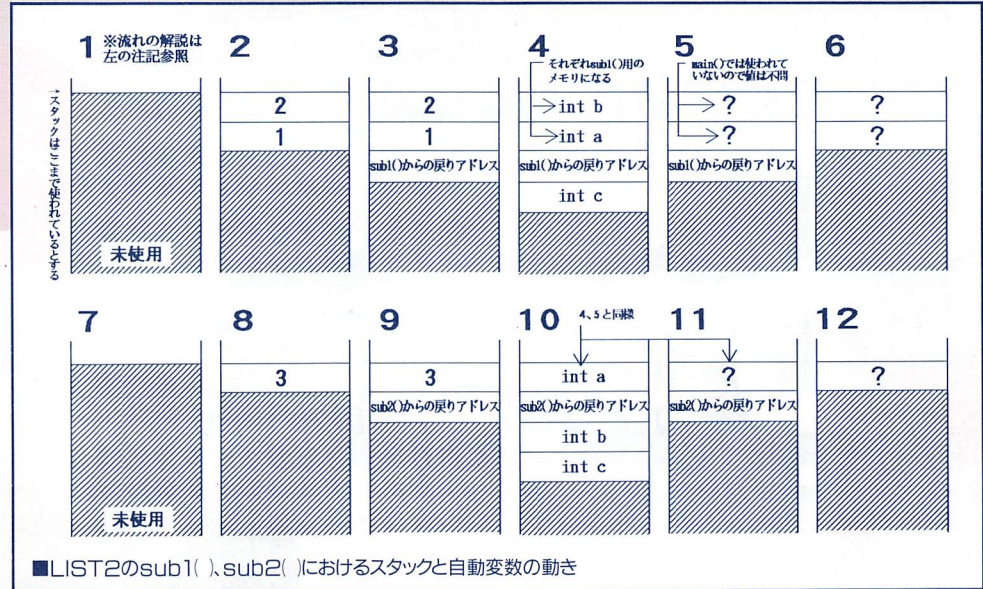 1 ※流れの解説は
左の注記参照
→スタックはここまで使われているとする
未使用
2
2
1
3
2
1
sub1()からの戻りアドレス
4
それぞれsub1()用の
メモリになる
int b
int a
sub1()からの戻りアドレス
int c
5
main()では使われて
いないので値は不問
?
?
sub1()からの戻りアドレス
6
?
?
7
未使用
8
3
9
3
sub2()からの戻りアドレス
10
4、5と同様
int a
sub2()からの戻りアドレス
int b
int c
11
?
sub2()からの戻りアドレス
12
?
■LIST2のsub1( )、sub2( )におけるスタックと自動変数の動き